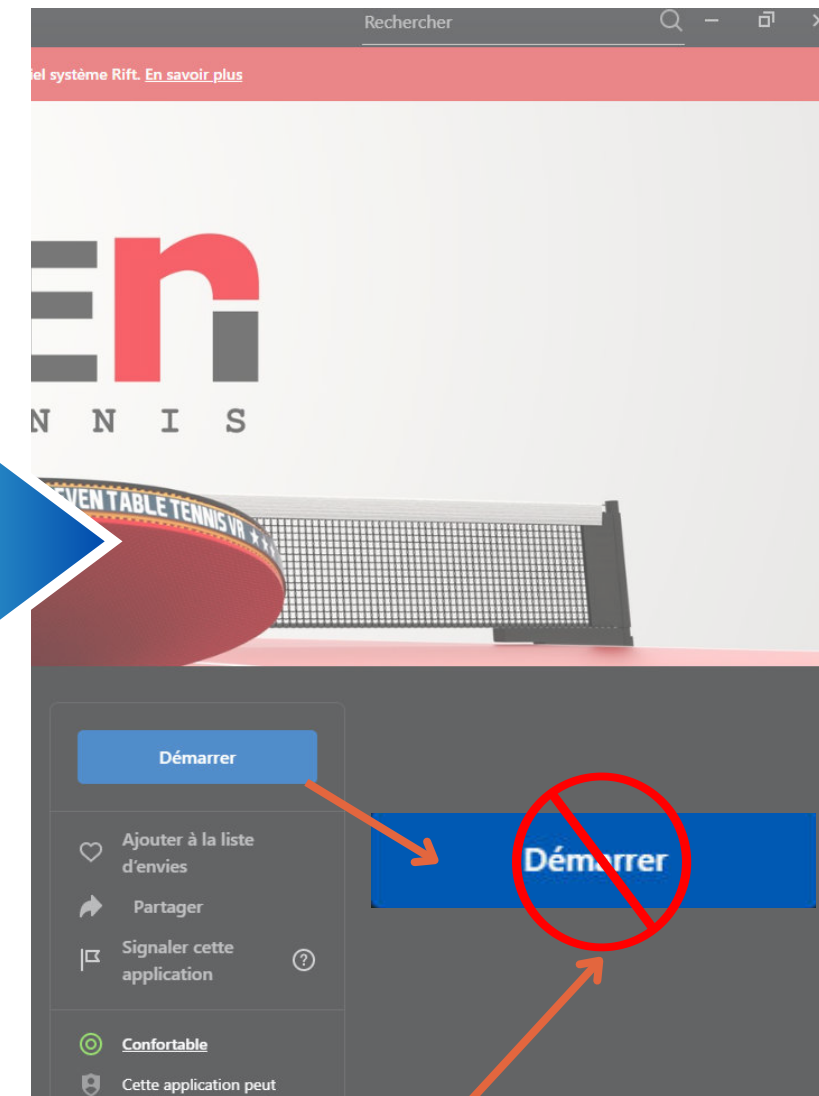 Rechercher
iel système Rift. En savoir plus
En
N N I S
VEN TABLE TENNIS VR
Démarrer
Ajouter à la liste
d'envies
Partager
Signaler cette
application
Démarrer
Confortable
Cette application peut